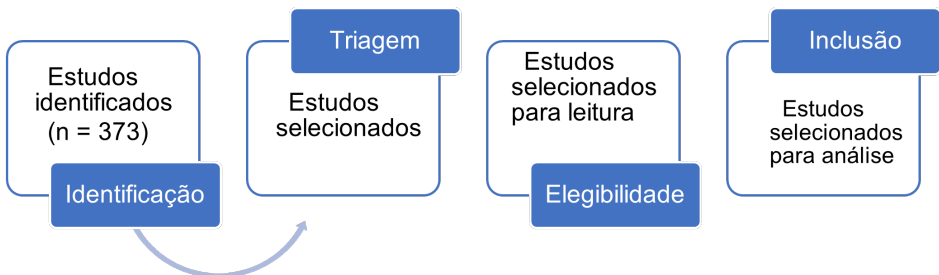 Estudos
identificados
(n = 373)
Identificação
Triagem
Estudos
selecionados
Estudos
selecionados
para leitura
Elegibilidade
Inclusão
Estudos
selecionados
para análise